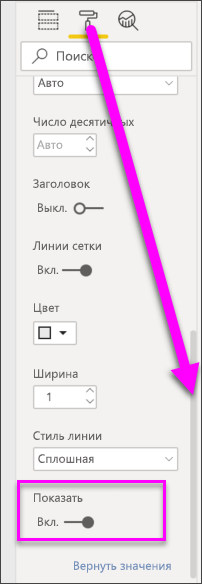 Поиск
Авто
Число десятичных
Авто
Заголовок
Выкл.
Линии сетки
Вкл.
Цвет
Ширина
1
Стиль линии
Сплошная
Показать
Вкл.
Вернуть значения